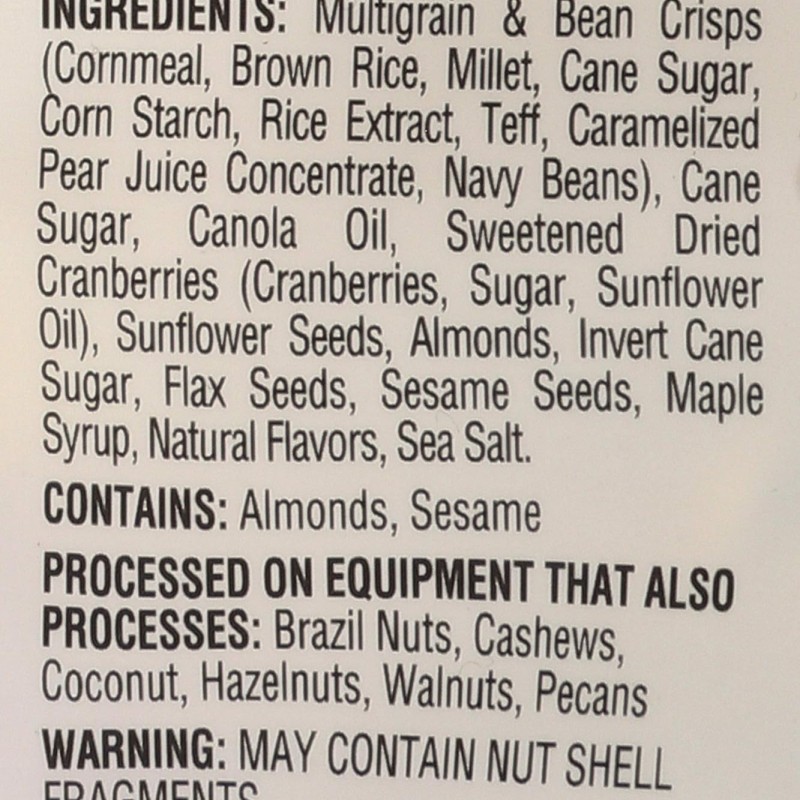 INGREDIENTS: Multigrain & Bean Crisps
(Cornmeal, Brown Rice, Millet, Cane Sugar,
Corn Starch, Rice Extract, Teff, Caramelized
Pear Juice Concentrate, Navy Beans), Cane
Sugar, Canola Oil, Sweetened Dried
Cranberries (Cranberries, Sugar, Sunflower
Oil), Sunflower Seeds, Almonds, Invert Cane
Sugar, Flax Seeds, Sesame Seeds, Maple
Syrup, Natural Flavors, Sea Salt.
CONTAINS: Almonds, Sesame
PROCESSED ON EQUIPMENT THAT ALSO
PROCESSES: Brazil Nuts, Cashews,
Coconut, Hazelnuts, Walnuts, Pecans
WARNING: MAY CONTAIN NUT SHELL
FRAGMENTS